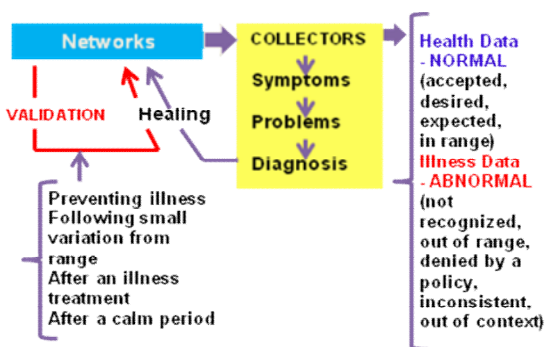 Networks
COLLECTORS
Symptoms
Problems
Diagnosis
VALIDATION
Healing
Preventing illness
Following small
variation from
range
After an illness
treatment
After a calm period
Health Data
- NORMAL
(accepted,
desired,
expected,
in range)
Illness Data
- ABNORMAL
(not
recognized,
out of range,
denied by a
policy,
inconsistent,
out of context)